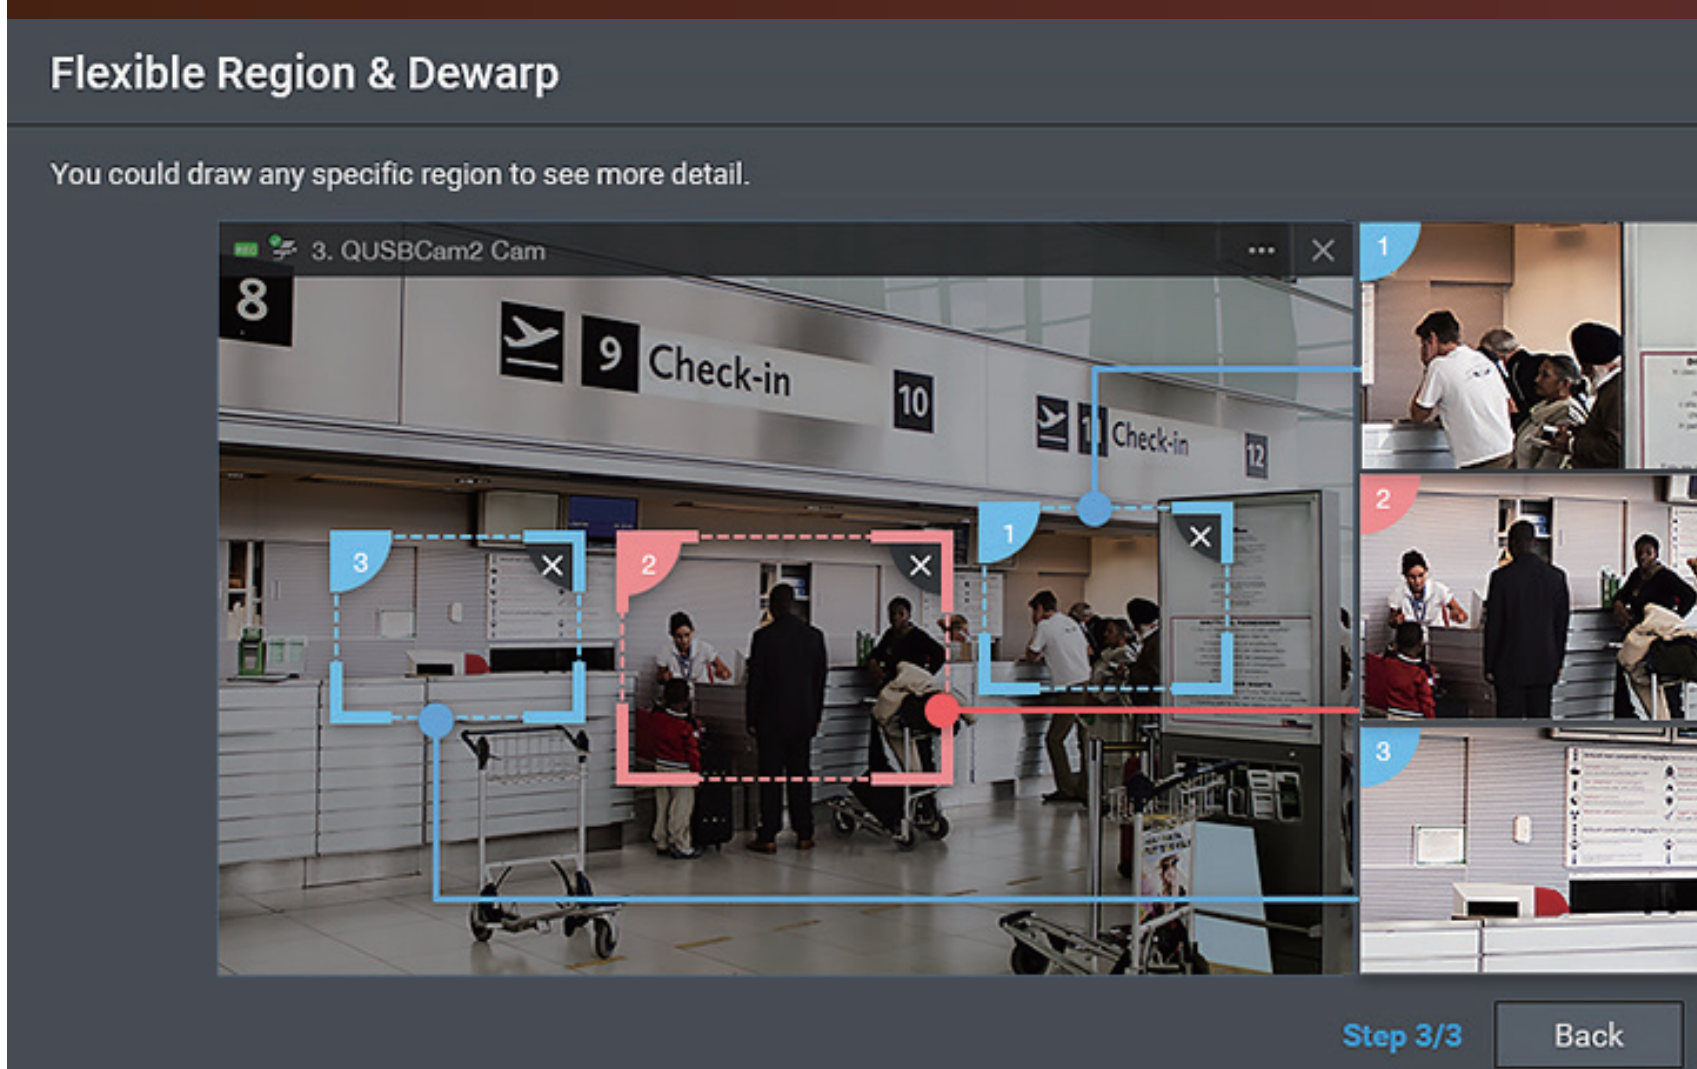 Flexible Region & Dewarp
You could draw any specific region to see more detail.
3. QUSBCam2 Cam
8
9 Check-in
10
11 Check-in
12
1
2
3
3
2
1
Step 3/3
Back